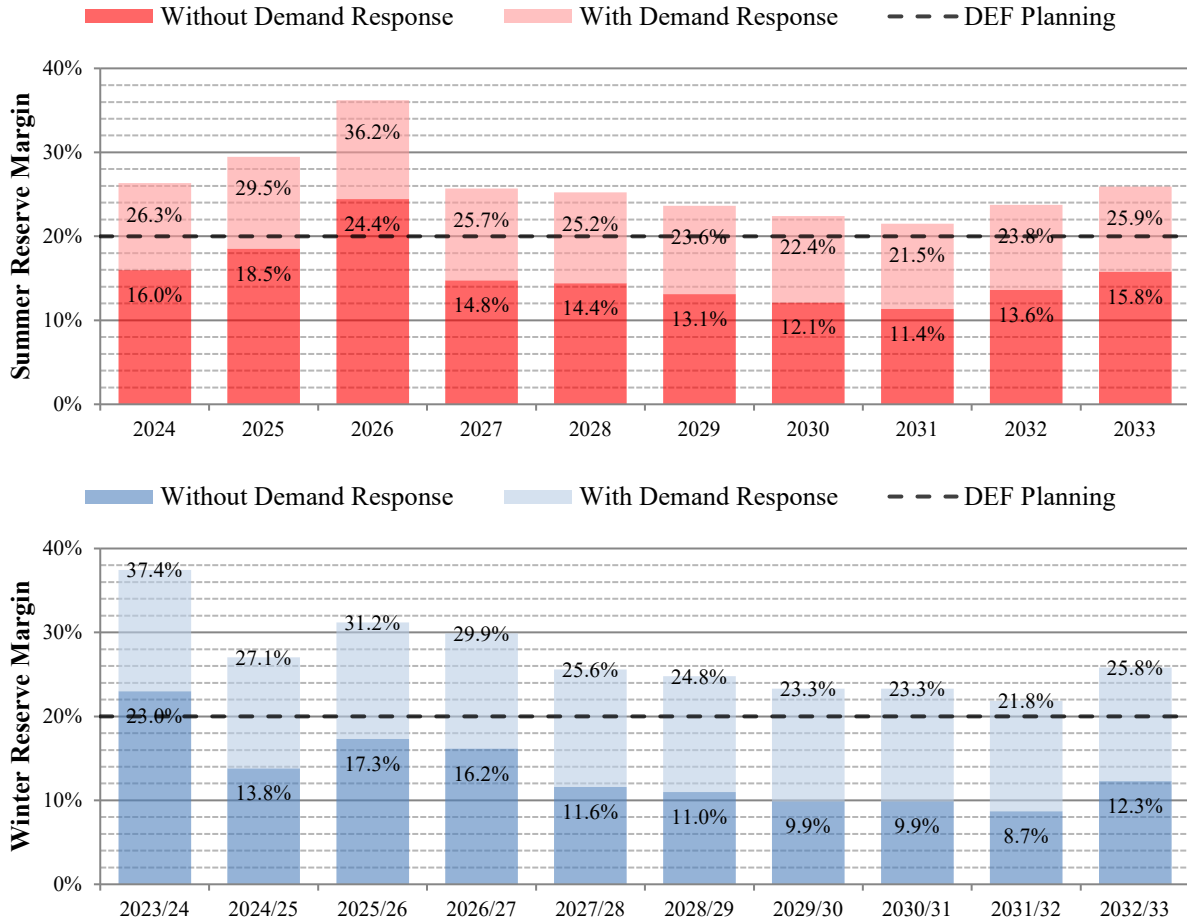 Without Demand Response With Demand Response DEF Planning
Summer Reserve Margin
40%
30%
20%
10%
0%
26.3% 29.5% 36.2% 25.7% 25.2% 23.6% 22.4% 21.5% 23.8% 25.9%
16.0% 18.5% 24.4% 14.8% 14.4% 13.1% 12.1% 11.4% 13.6% 15.8%
2024 2025 2026 2027 2028 2029 2030 2031 2032 2033
Without Demand Response With Demand Response DEF Planning
Winter Reserve Margin
40%
30%
20%
10%
0%
37.4% 27.1% 31.2% 29.9% 25.6% 24.8% 23.3% 23.3% 21.8% 25.8%
23.0% 13.8% 17.3% 16.2% 11.6% 11.0% 9.9% 9.9% 8.7% 12.3%
2023/24 2024/25 2025/26 2026/27 2027/28 2028/29 2029/30 2030/31 2031/32 2032/33